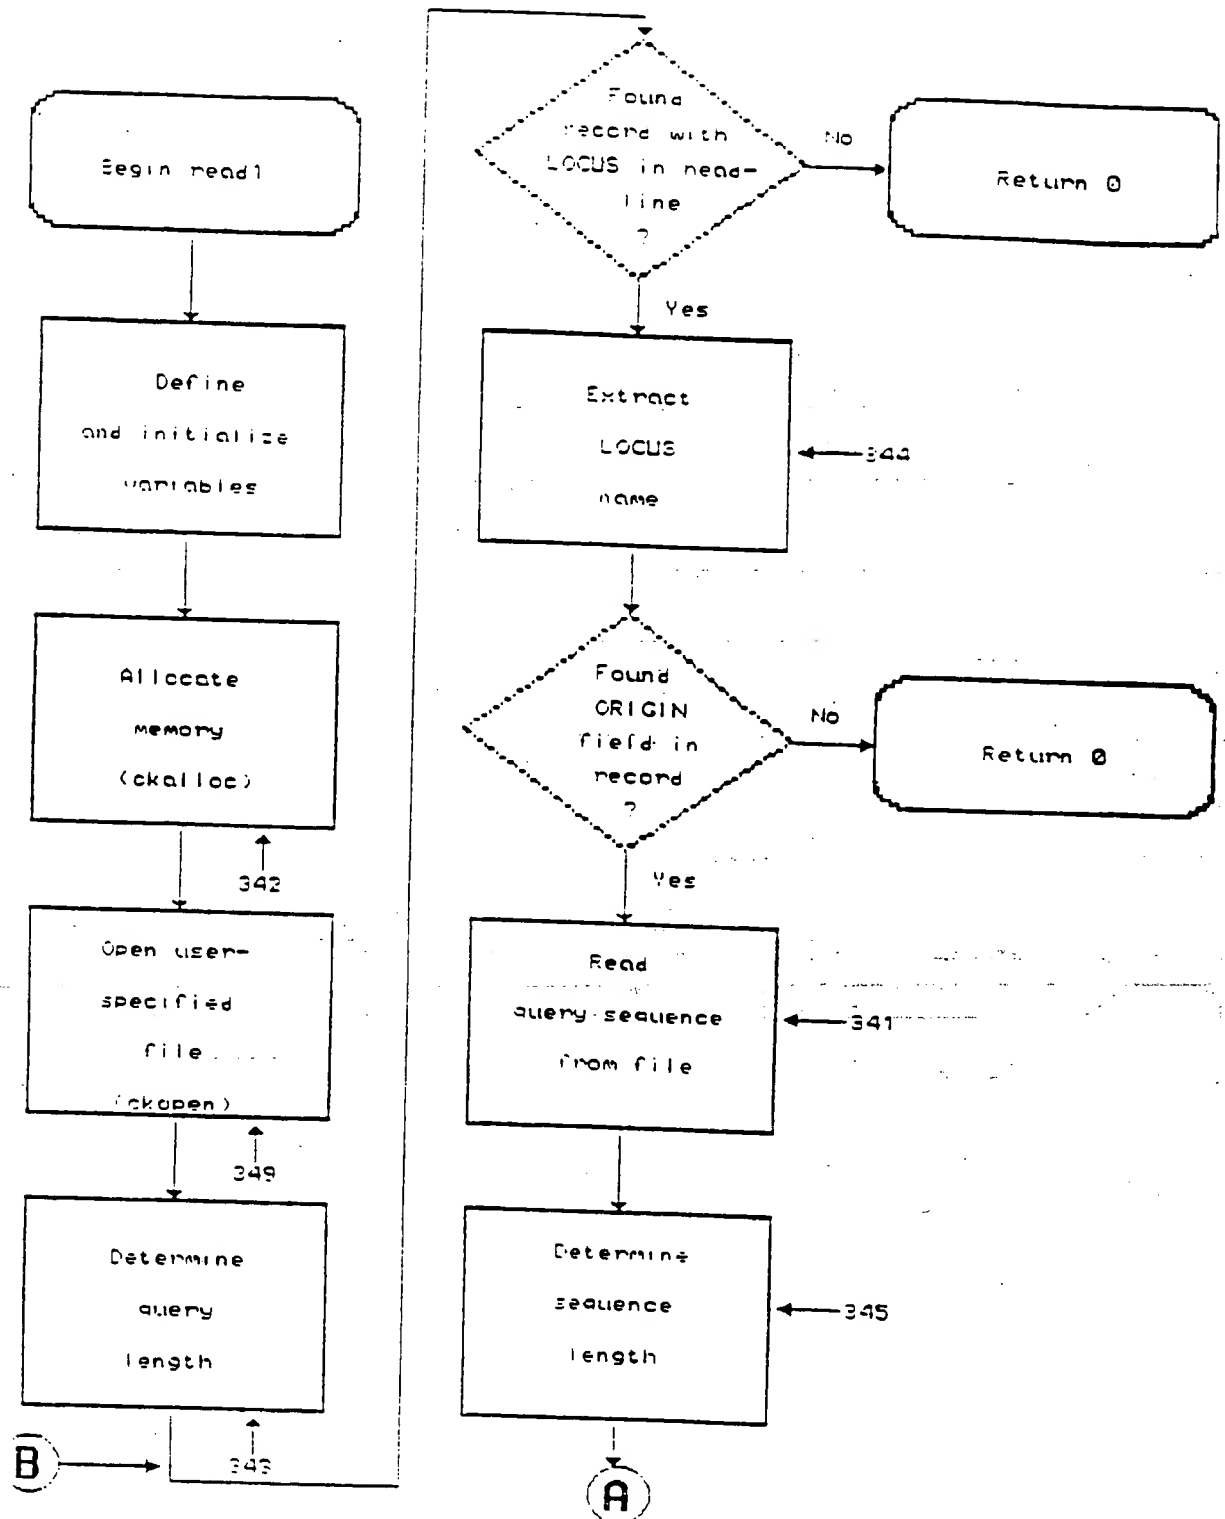 Begin read1
Define
and initialize
variables
Allocate
memory
(ckalloc)
342
Open user-
specified
file
(ckopen)
349
Determine
query
length
343
B
Found
record with
LOCUS in head-
line
?
No
Return 0
Yes
Extract
LOCUS
name
344
Found
ORIGIN
field in
record
?
No
Return 0
Yes
Read
query sequence
from file
341
Determine
sequence
length
345
A